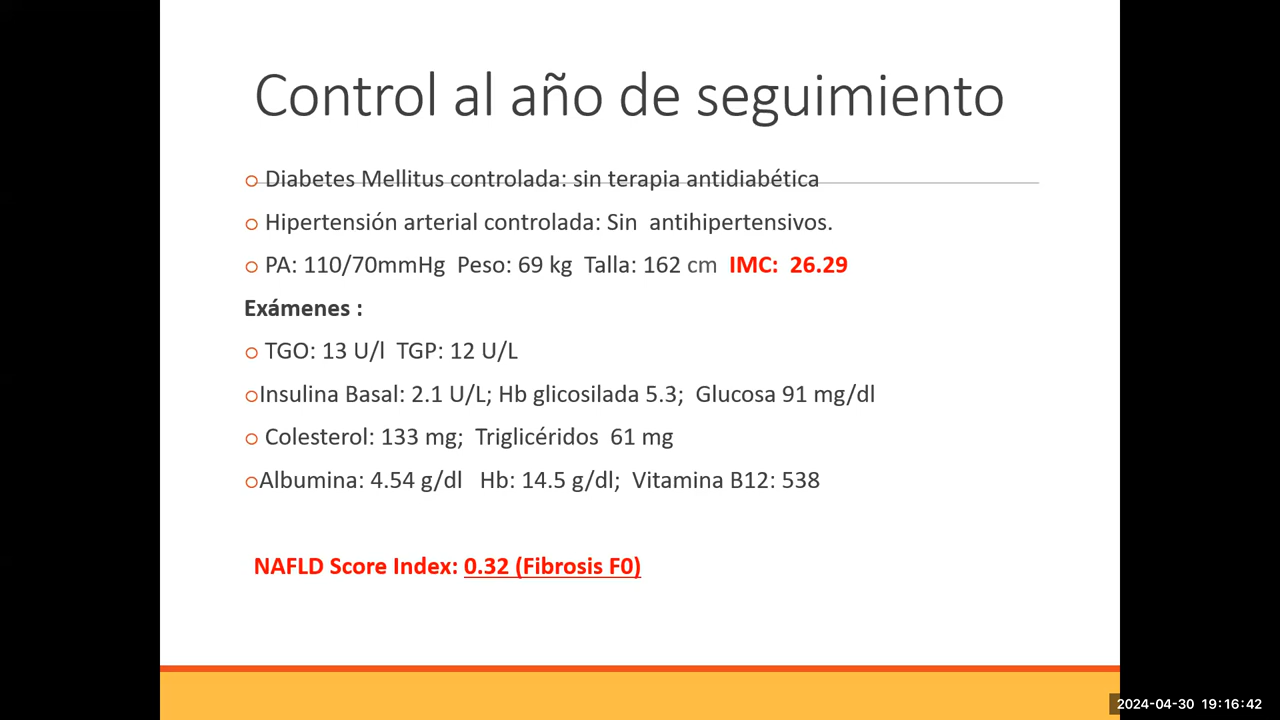 Control al año de seguimiento
o Diabetes Mellitus controlada: sin terapia antidiabética
o Hipertensión arterial controlada: Sin antihipertensivos.
o PA: 110/70mmHg Peso: 69 kg Talla: 162 cm IMC: 26.29
Exámenes :
o TGO: 13 U/l TGP: 12 U/L
oInsulina Basal: 2.1 U/L; Hb glicosilada 5.3; Glucosa 91 mg/dl
o Colesterol: 133 mg; Triglicéridos 61 mg
oAlbumina: 4.54 g/dl Hb: 14.5 g/dl; Vitamina B12: 538
NAFLD Score Index: 0.32 (Fibrosis F0)
2024-04-30 19:16:42